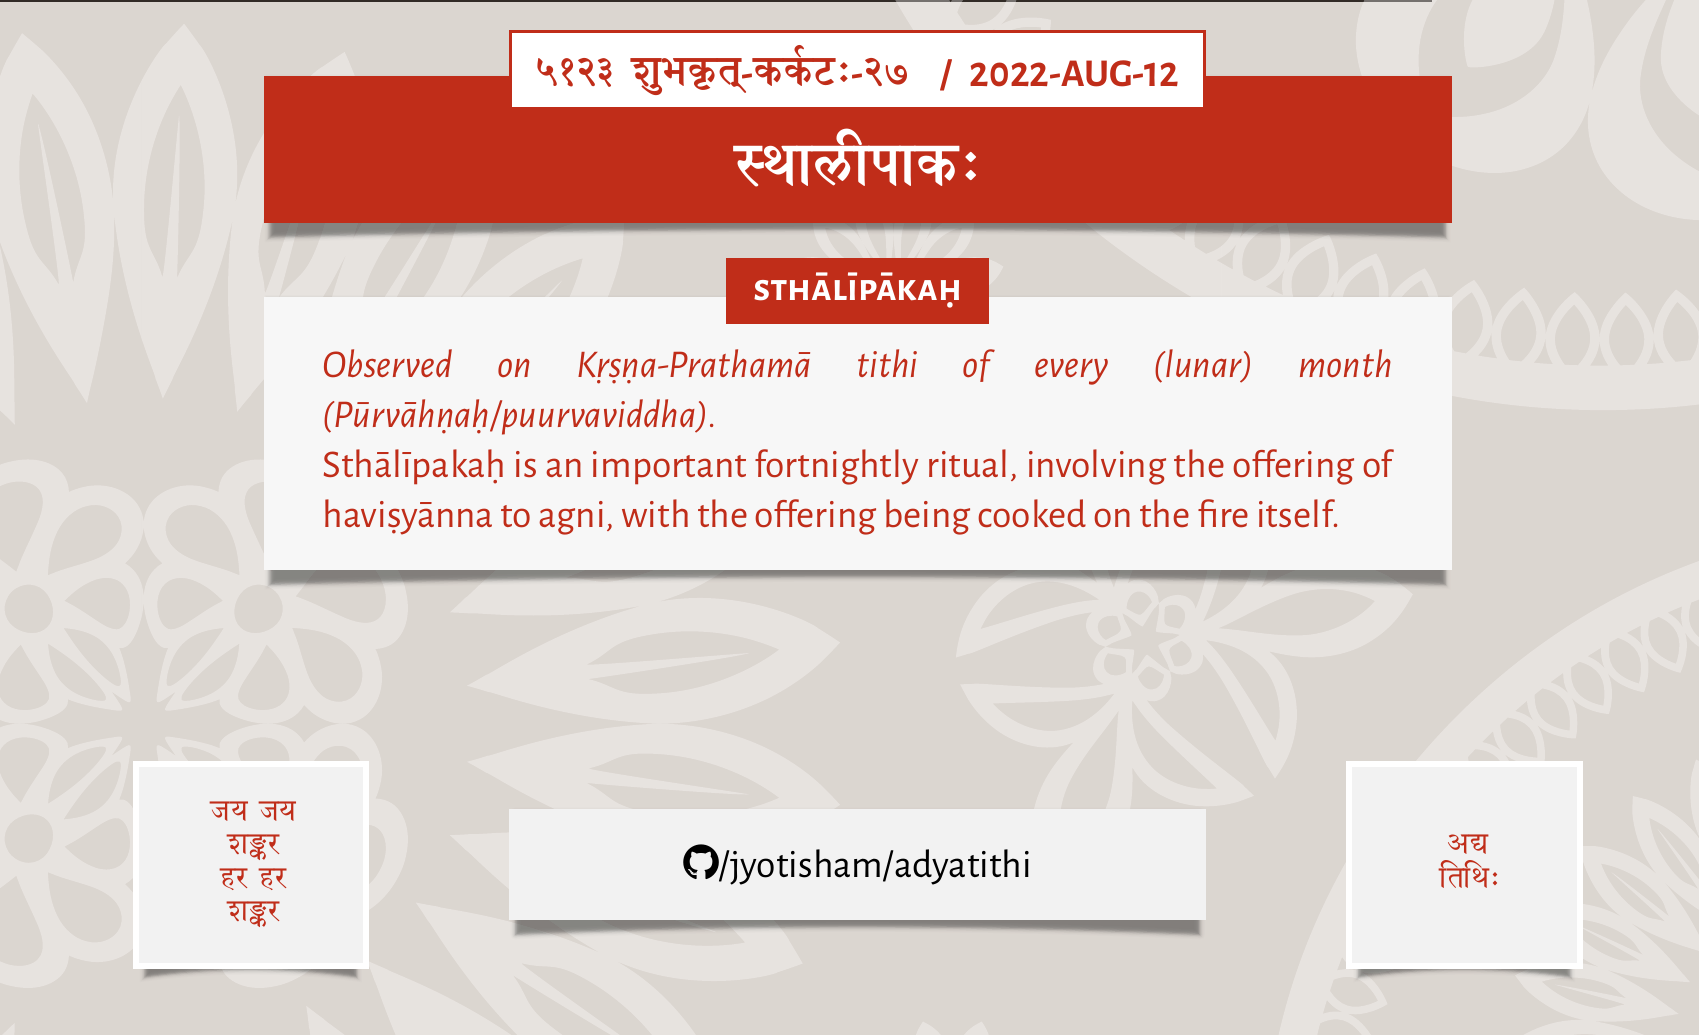 ५१२३ शुभकृत्-कर्कटः-२७ / 2022-AUG-12
स्थालीपाकः
STHĀLĪPĀKAḤ
Observed on Kṛṣṇa-Prathamā tithi of every (lunar) month
(Pūrvāhṇaḥ/puurvaviddha).
Sthālīpakaḥ is an important fortnightly ritual, involving the offering of
haviṣyānna to agni, with the offering being cooked on the fire itself.
जय जय
शङ्कर
हर हर
शङ्कर
/jyotisham/adyatithi
अद्य
तिथिः